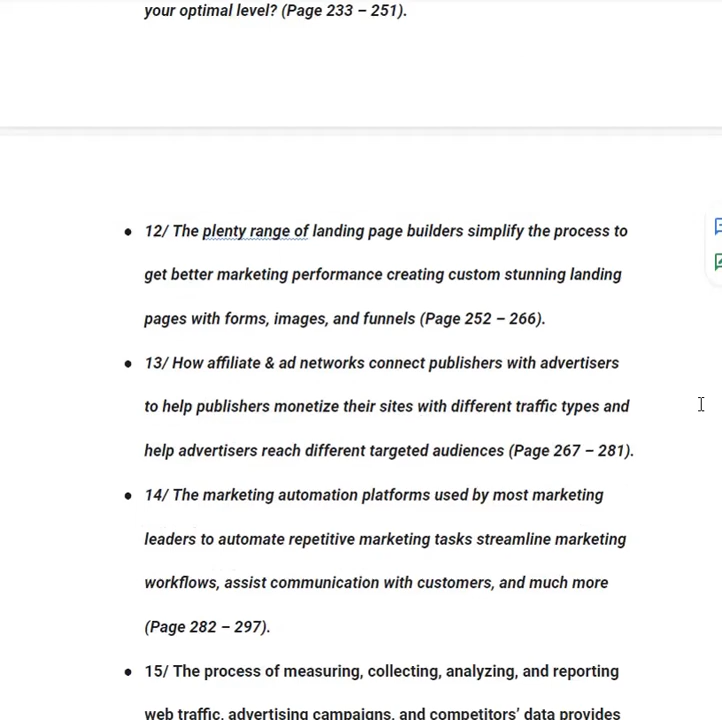 your optimal level? (Page 233 – 251).
12/ The plenty range of landing page builders simplify the process to
get better marketing performance creating custom stunning landing
pages with forms, images, and funnels (Page 252 – 266).
13/ How affiliate & ad networks connect publishers with advertisers
to help publishers monetize their sites with different traffic types and
help advertisers reach different targeted audiences (Page 267 – 281).
14/ The marketing automation platforms used by most marketing
leaders to automate repetitive marketing tasks streamline marketing
workflows, assist communication with customers, and much more
(Page 282 – 297).
15/ The process of measuring, collecting, analyzing, and reporting
web traffic, advertising campaigns, and competitors’ data provides